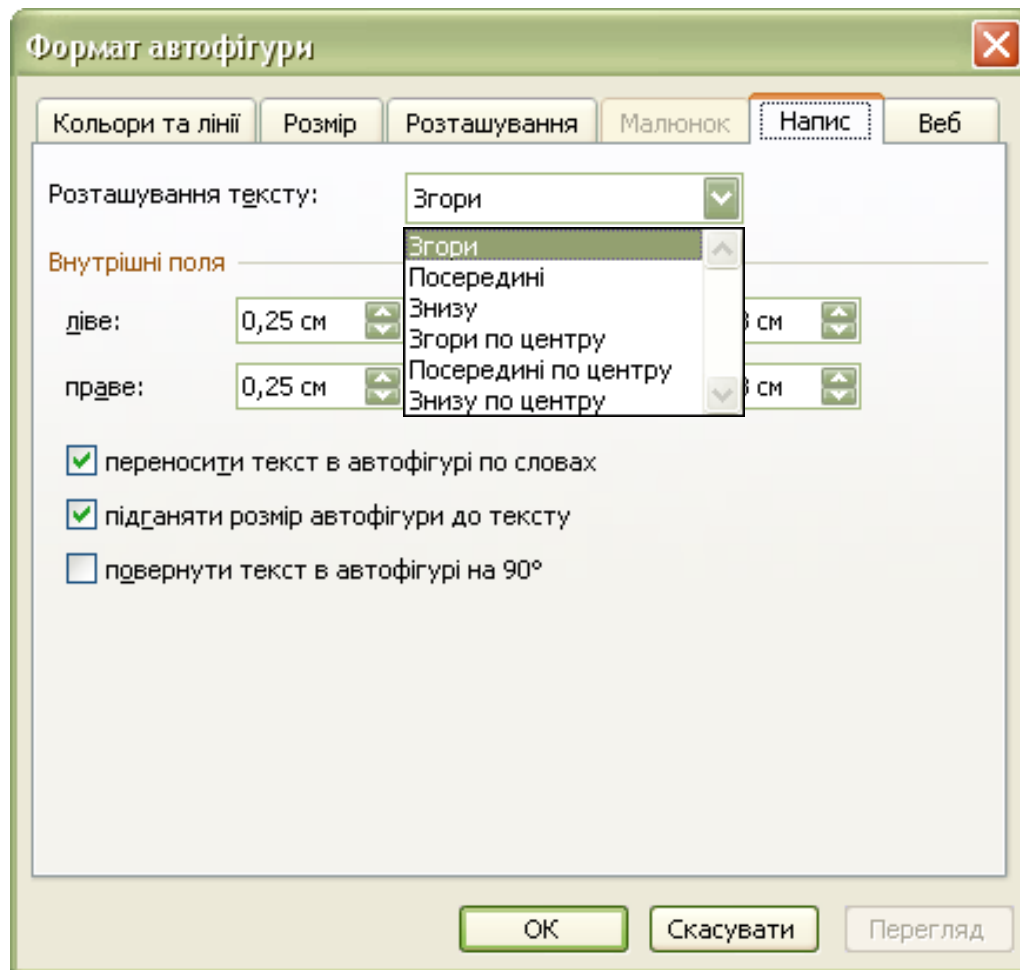 Формат автофігури
Кольори та лінії Розмір Розташування Малюнок Напис Веб
Розташування тексту: Згори
Згори
Внутрішні поля
Посередині
ліве: 0,25 см Знизу см
Згори по центру
праве: 0,25 см Посередині по центру см
Знизу по центру
переносити текст в автофігурі по словах
підганяти розмір автофігури до тексту
повернути текст в автофігурі на 90°
ОК Скасувати Перегляд